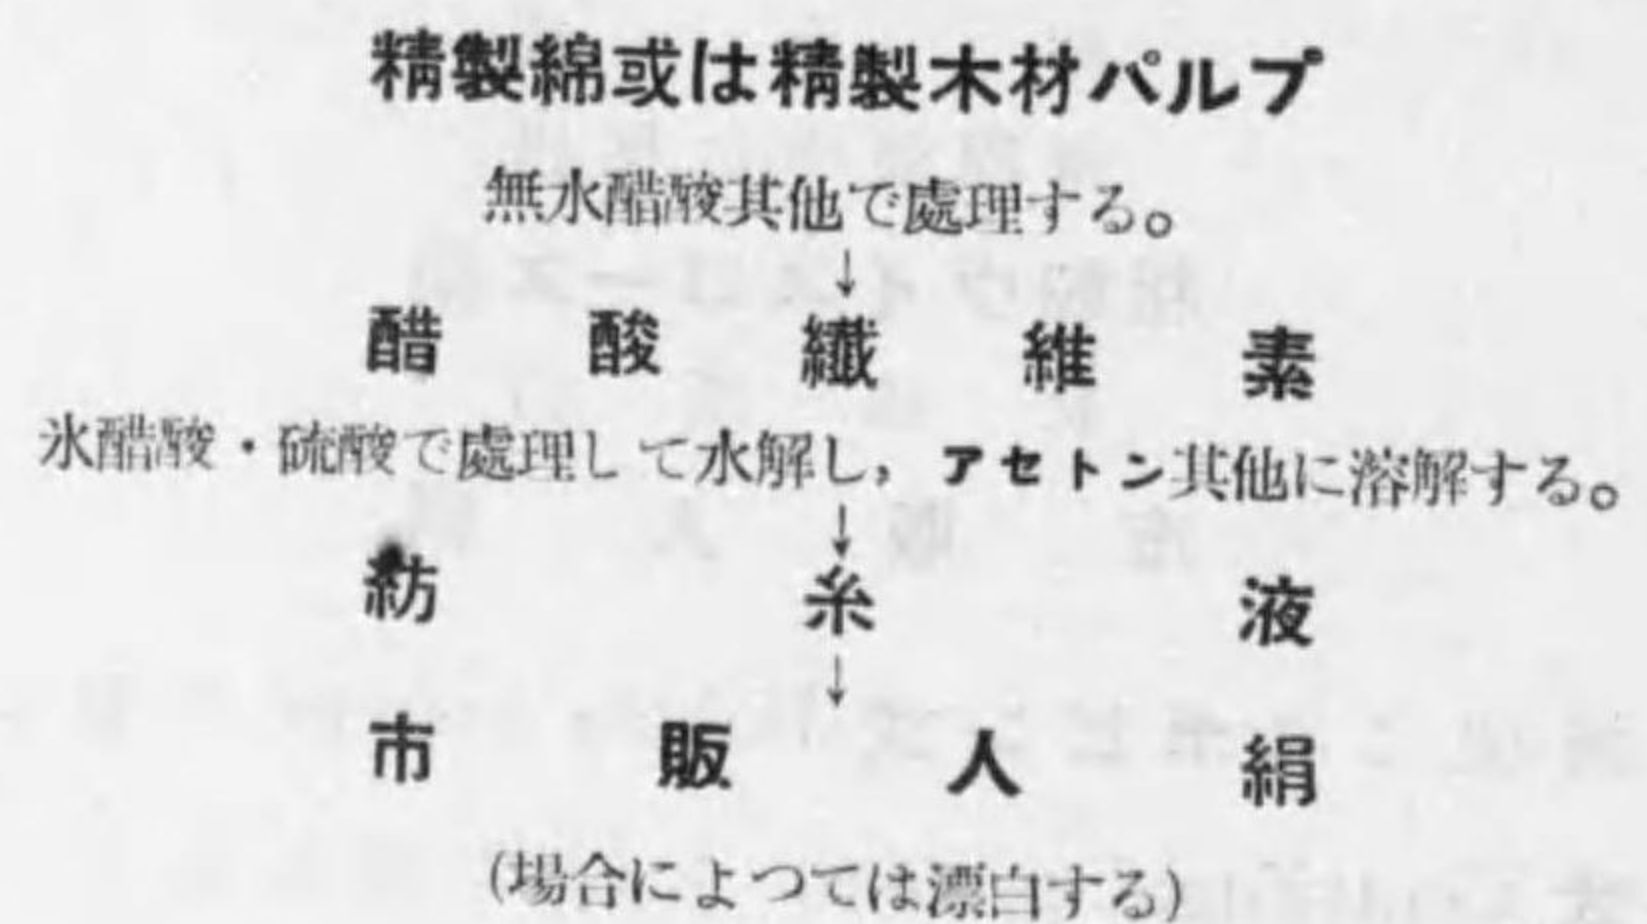 精製綿或は精製木材パルプ
無水醋酸其他で處理する。
↓
醋酸纖維素
氷醋酸・硫酸で處理して水解し，アセトン其他に溶解する。
↓
紡糸液
↓
市販人絹
(場合によつては漂白する)